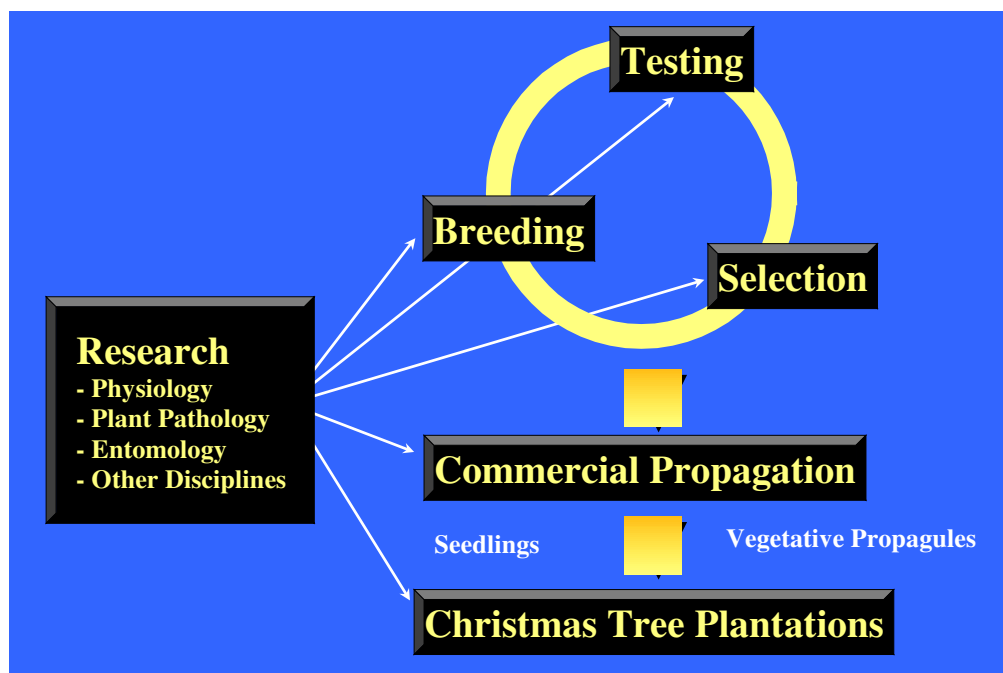 Testing
Breeding
Selection
Research
- Physiology
- Plant Pathology
- Entomology
- Other Disciplines
Commercial Propagation
Seedlings
Vegetative Propagules
Christmas Tree Plantations